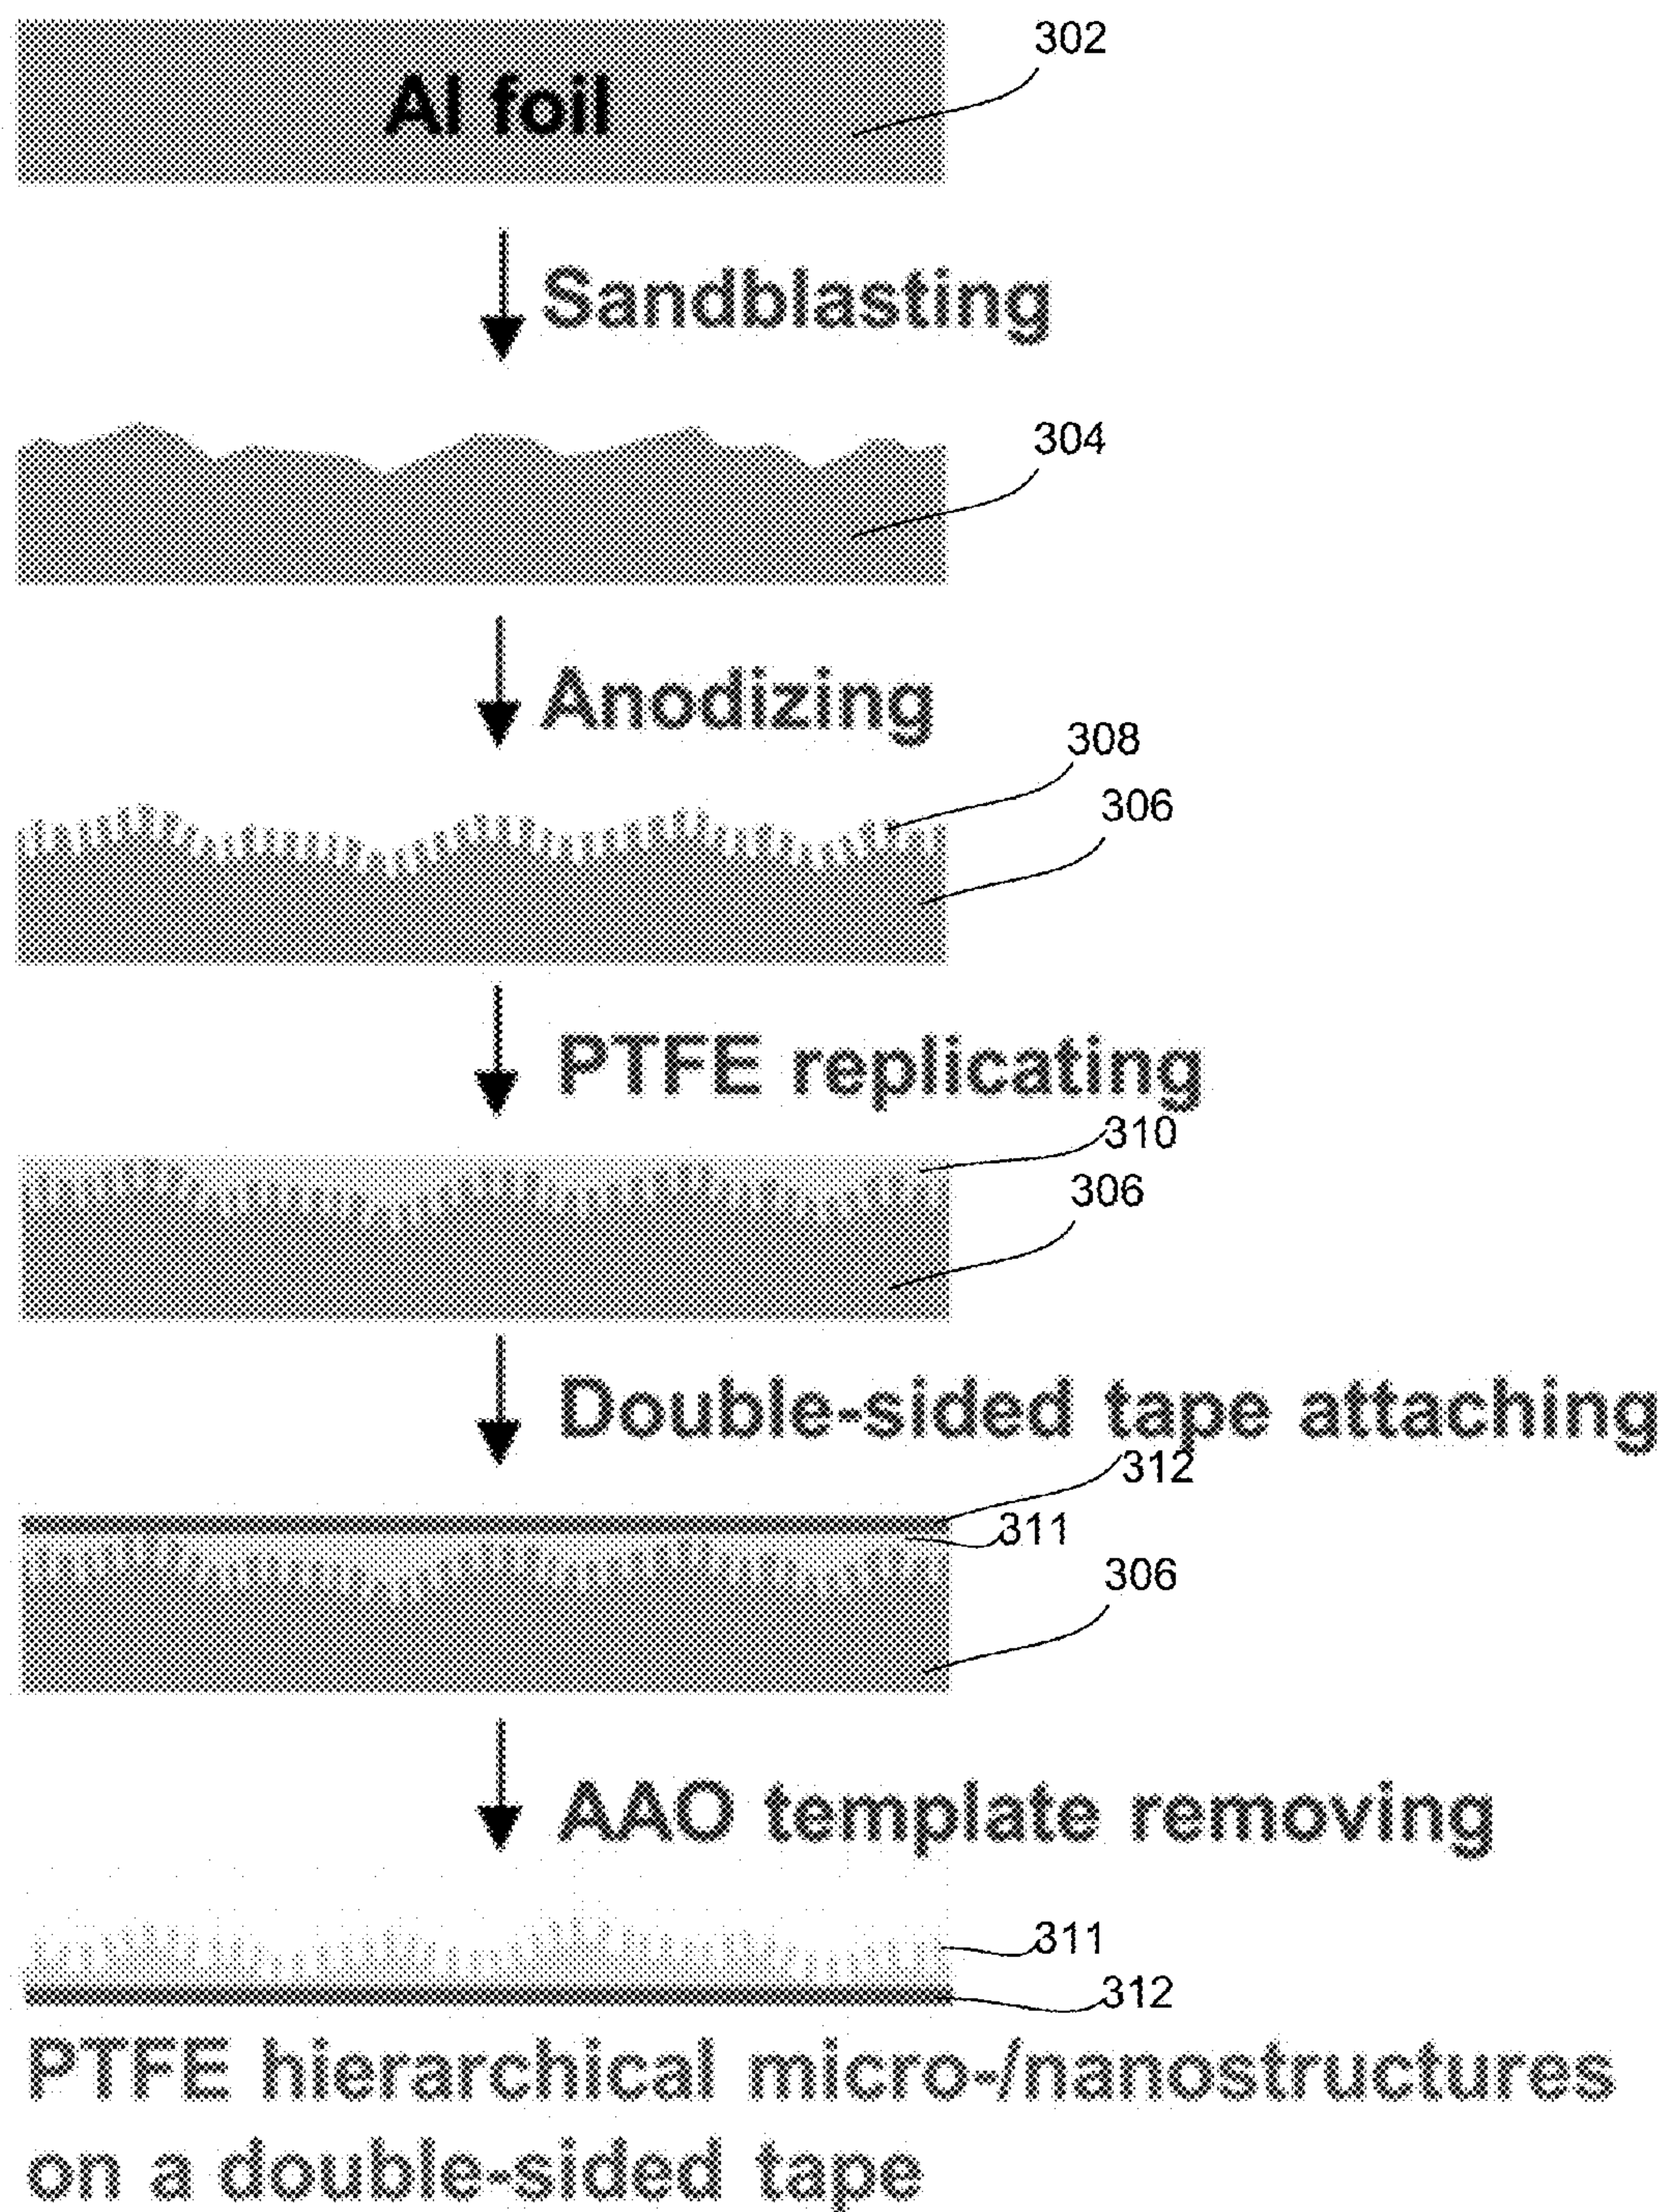 302
Al foil
Sandblasting
304
Anodizing
308
306
PTFE replicating
310
306
Double-sided tape attaching
312
311
306
AAO template removing
311
312
PTFE hierarchical micro-/nanostructures
on a double-sided tape